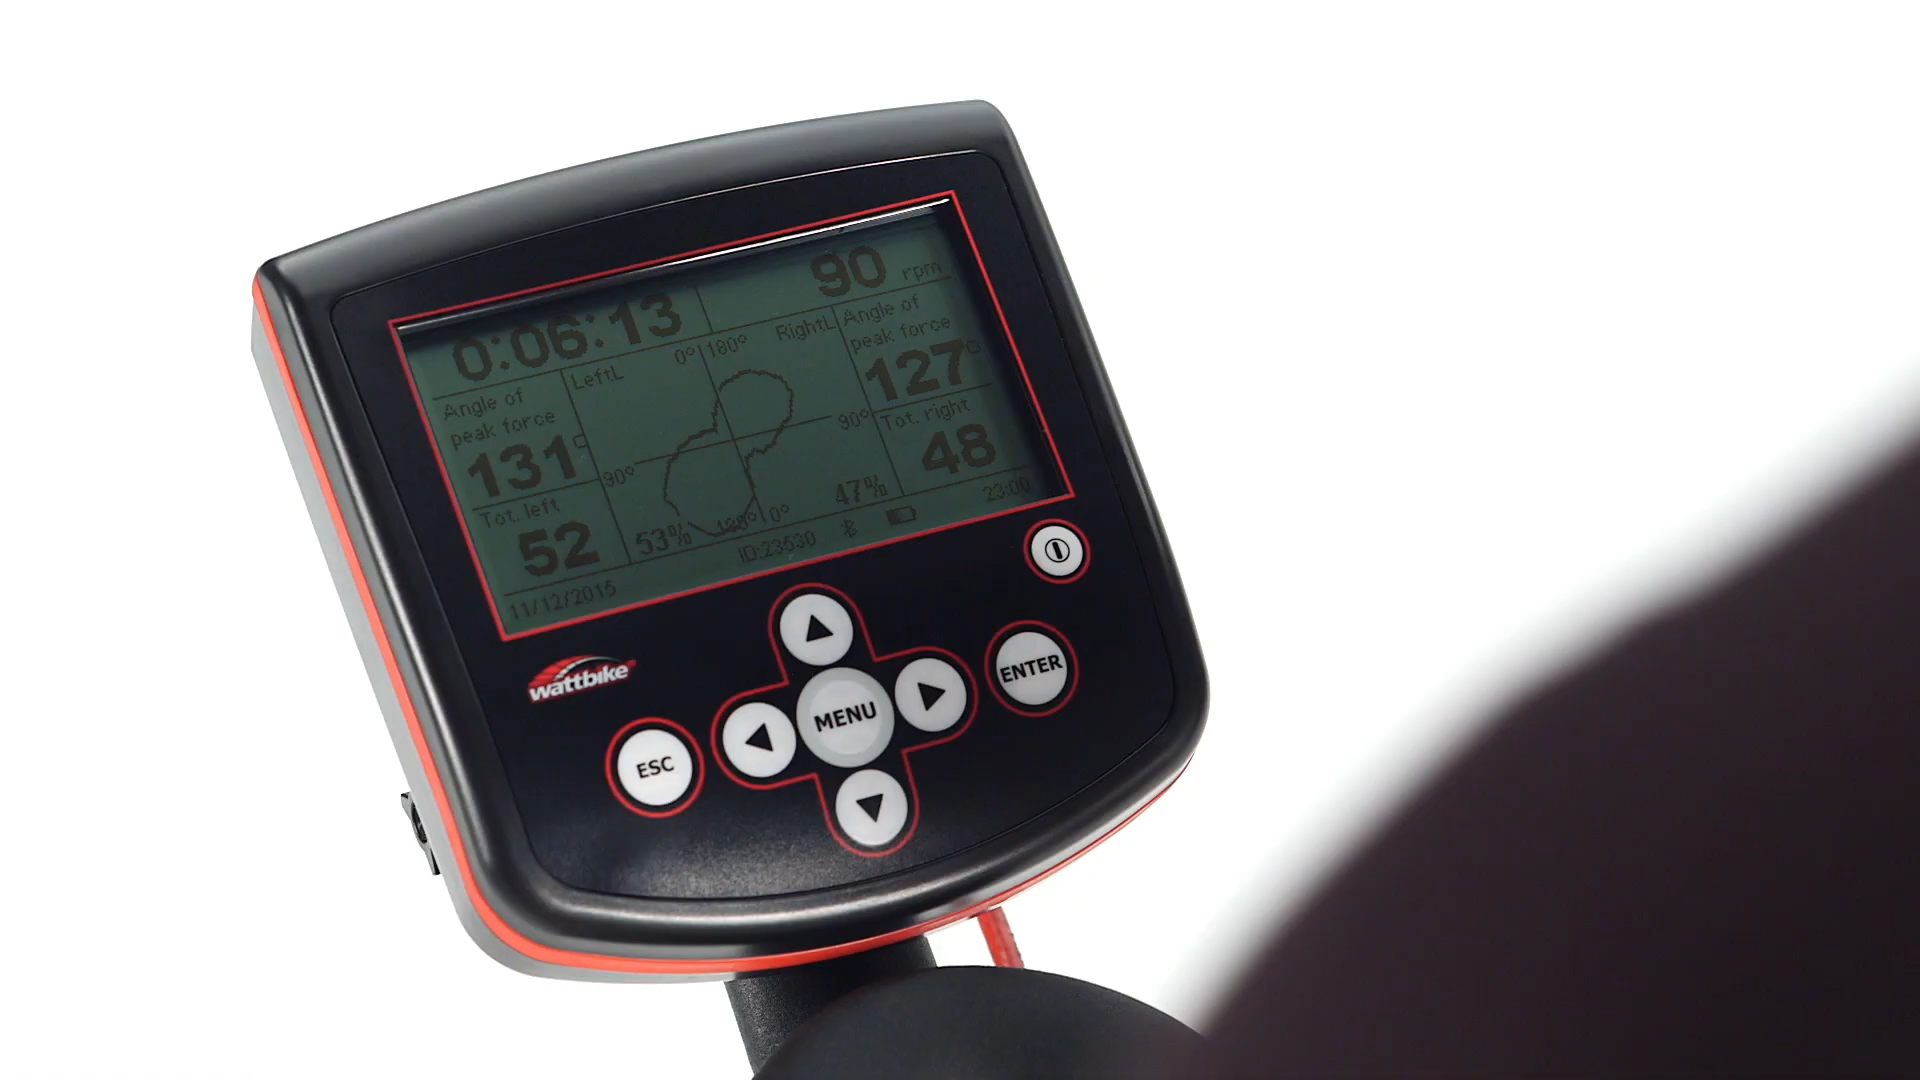 90 rpm
0:06:13
0° 180° RightL
Angle of
peak force
127°
LeftL
Angle of
peak force
131°
90°
Tot. right
48
90°
Tot. left
52
47%
53%
180° 0°
23:00
ID:23530
11/12/2015
wattbike
ENTER
MENU
ESC